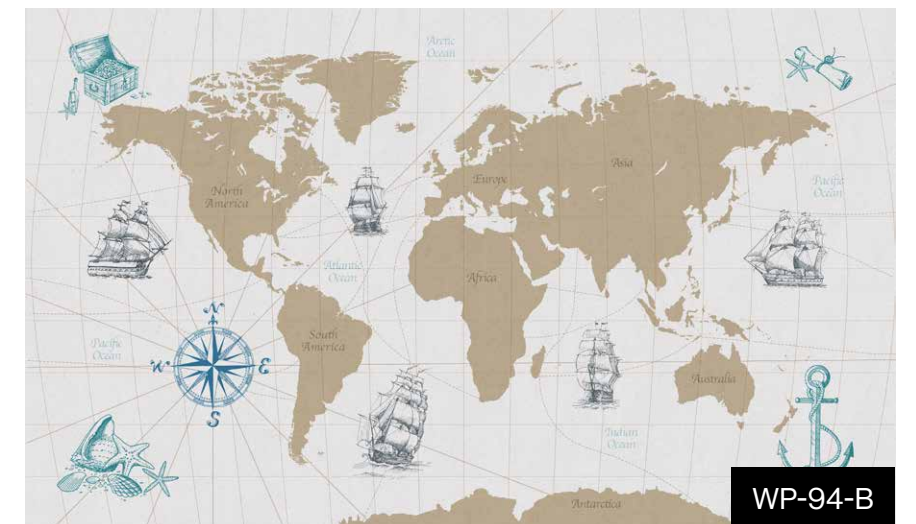 Arctic
Ocean
Asia
Europe
North
America
Pacific
Ocean
Atlantic
Ocean
Africa
N
South
America
Pacific
Ocean
W
E
Australia
S
Indian
Ocean
Antarctica
WP-94-B